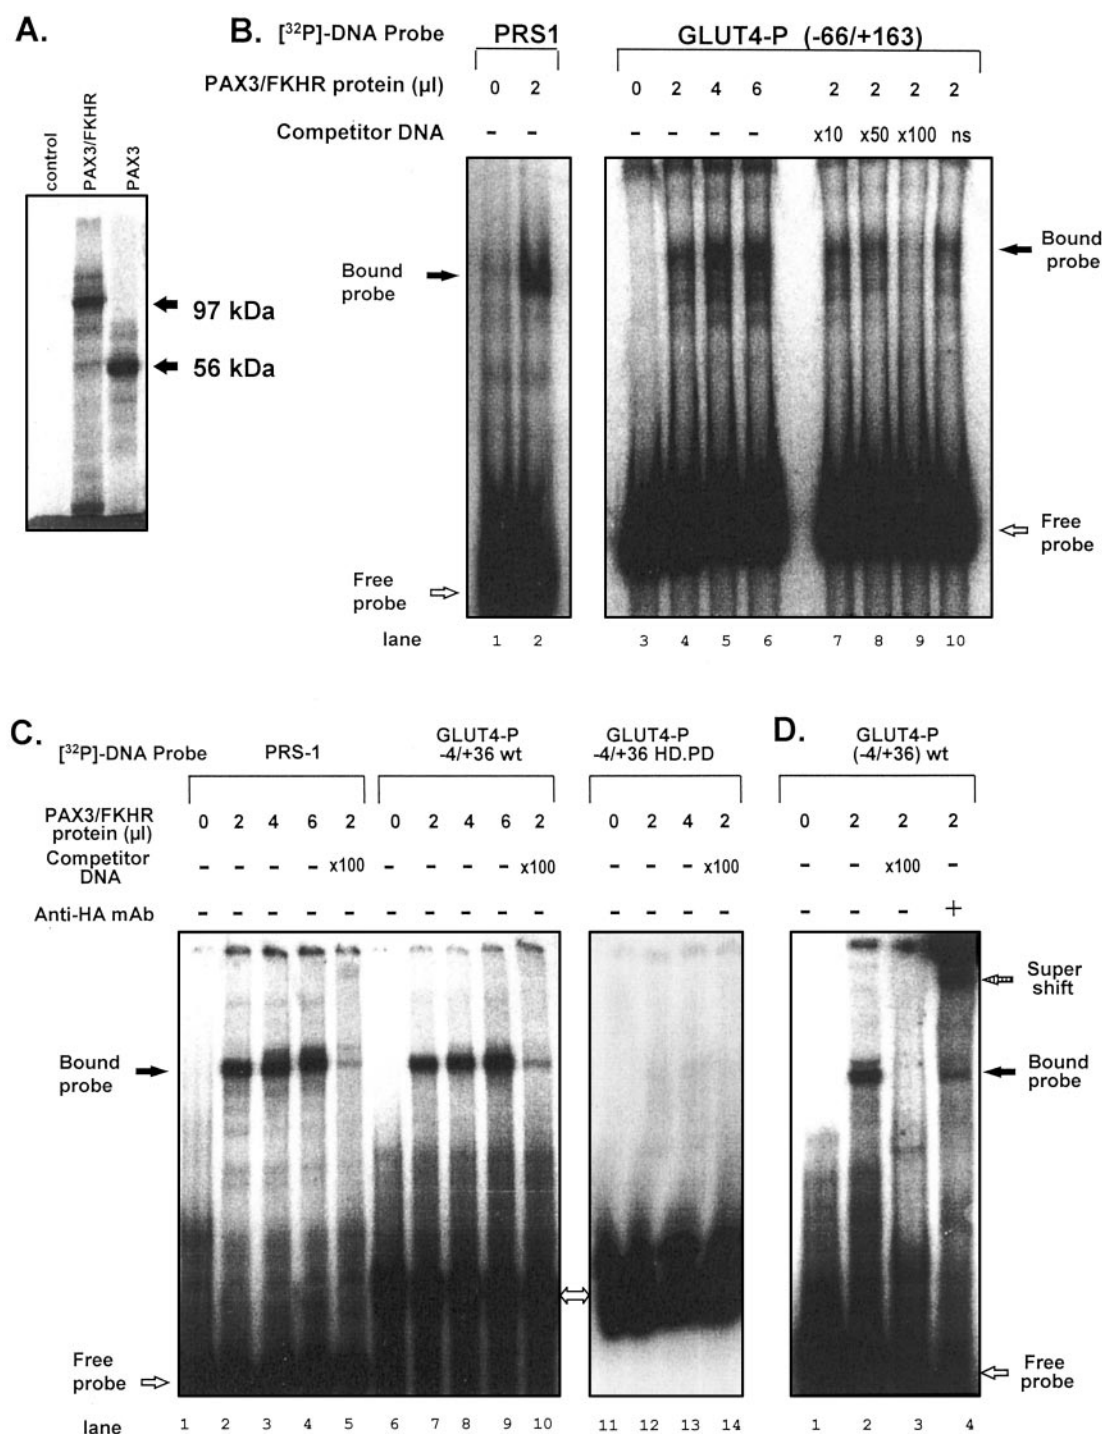 A.
control
PAX3/FKHR
PAX3
97 kDa
56 kDa
B.
[32P]-DNA Probe
PRS1
GLUT4-P (-66/+163)
PAX3/FKHR protein (µl)
0 2 0 2 4 6 2 2 2 2
Competitor DNA
- - - - - - x10 x50 x100 ns
Bound probe
Bound probe
Free probe
Free probe
lane
1 2 3 4 5 6 7 8 9 10
C.
[32P]-DNA Probe
PRS-1
GLUT4-P
-4/+36 wt
GLUT4-P
-4/+36 HD.PD
PAX3/FKHR
protein (µl)
0 2 4 6 2 0 2 4 6 2 0 2 4 2
Competitor
DNA
- - - - x100 - - - - x100 - - - x100
Anti-HA mAb
- - - - - - - - - - - - - -
Bound
probe
Free
probe
lane
1 2 3 4 5 6 7 8 9 10 11 12 13 14
D.
GLUT4-P
(-4/+36) wt
0 2 2 2
- - x100 -
- - - +
Super
shift
Bound
probe
Free
probe
1 2 3 4